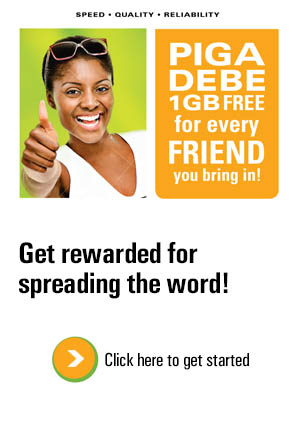 SPEED • QUALITY • RELIABILITY
PIGA
DEBE
1GB FREE
for every
FRIEND
you bring in!
Get rewarded for
spreading the word!
Click here to get started